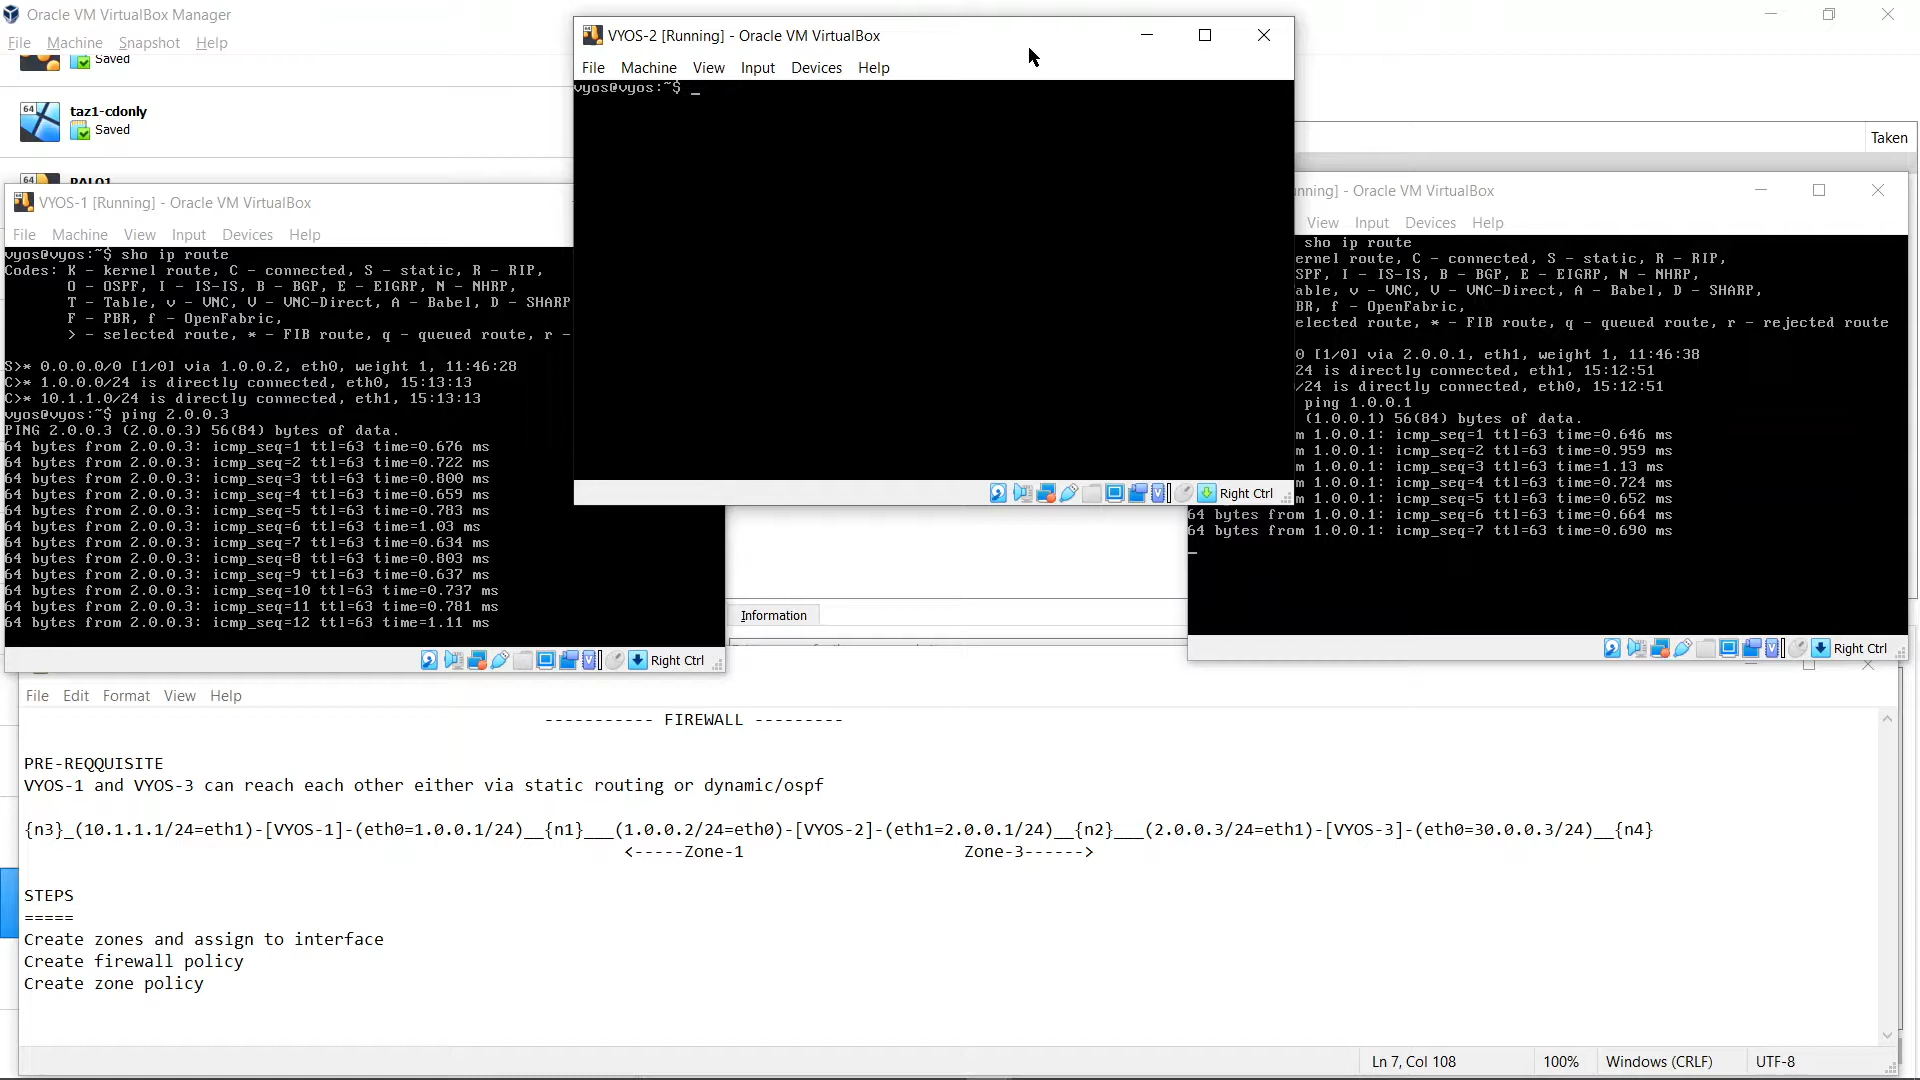 Oracle VM VirtualBox Manager
File Machine Snapshot Help
Saved
64
taz1-cdonly
Saved
64
PALO1
Taken
VYOS-2 [Running] - Oracle VM VirtualBox
File Machine View Input Devices Help
vyos@vyos:~$ _
Right Ctrl
VYOS-1 [Running] - Oracle VM VirtualBox
File Machine View Input Devices Help
vyos@vyos:~$ sho ip route
Codes: K - kernel route, C - connected, S - static, R - RIP,
O - OSPF, I - IS-IS, B - BGP, E - EIGRP, N - NHRP,
T - Table, v - VNC, V - VNC-Direct, A - Babel, D - SHARP
F - PBR, f - OpenFabric,
> - selected route, * - FIB route, q - queued route, r -
S>* 0.0.0.0/0 [1/0] via 1.0.0.2, eth0, weight 1, 11:46:28
C>* 1.0.0.0/24 is directly connected, eth0, 15:13:13
C>* 10.1.1.0/24 is directly connected, eth1, 15:13:13
vyos@vyos:~$ ping 2.0.0.3
PING 2.0.0.3 (2.0.0.3) 56(84) bytes of data.
64 bytes from 2.0.0.3: icmp_seq=1 ttl=63 time=0.676 ms
64 bytes from 2.0.0.3: icmp_seq=2 ttl=63 time=0.722 ms
64 bytes from 2.0.0.3: icmp_seq=3 ttl=63 time=0.800 ms
64 bytes from 2.0.0.3: icmp_seq=4 ttl=63 time=0.659 ms
64 bytes from 2.0.0.3: icmp_seq=5 ttl=63 time=0.783 ms
64 bytes from 2.0.0.3: icmp_seq=6 ttl=63 time=1.03 ms
64 bytes from 2.0.0.3: icmp_seq=7 ttl=63 time=0.634 ms
64 bytes from 2.0.0.3: icmp_seq=8 ttl=63 time=0.803 ms
64 bytes from 2.0.0.3: icmp_seq=9 ttl=63 time=0.637 ms
64 bytes from 2.0.0.3: icmp_seq=10 ttl=63 time=0.737 ms
64 bytes from 2.0.0.3: icmp_seq=11 ttl=63 time=0.781 ms
64 bytes from 2.0.0.3: icmp_seq=12 ttl=63 time=1.11 ms
Right Ctrl
nning] - Oracle VM VirtualBox
View Input Devices Help
sho ip route
ernel route, C - connected, S - static, R - RIP,
SPF, I - IS-IS, B - BGP, E - EIGRP, N - NHRP,
able, v - VNC, V - VNC-Direct, A - Babel, D - SHARP,
BR, f - OpenFabric,
elected route, * - FIB route, q - queued route, r - rejected route
0 [1/0] via 2.0.0.1, eth1, weight 1, 11:46:38
24 is directly connected, eth1, 15:12:51
/24 is directly connected, eth0, 15:12:51
ping 1.0.0.1
(1.0.0.1) 56(84) bytes of data.
m 1.0.0.1: icmp_seq=1 ttl=63 time=0.646 ms
m 1.0.0.1: icmp_seq=2 ttl=63 time=0.959 ms
m 1.0.0.1: icmp_seq=3 ttl=63 time=1.13 ms
m 1.0.0.1: icmp_seq=4 ttl=63 time=0.724 ms
m 1.0.0.1: icmp_seq=5 ttl=63 time=0.652 ms
64 bytes from 1.0.0.1: icmp_seq=6 ttl=63 time=0.664 ms
64 bytes from 1.0.0.1: icmp_seq=7 ttl=63 time=0.690 ms
_
Right Ctrl
Information
File Edit Format View Help
----------- FIREWALL ---------
PRE-REQQUISITE
VYOS-1 and VYOS-3 can reach each other either via static routing or dynamic/ospf
{n3}_(10.1.1.1/24=eth1)-[VYOS-1]-(eth0=1.0.0.1/24)__{n1}___(1.0.0.2/24=eth0)-[VYOS-2]-(eth1=2.0.0.1/24)__{n2}___(2.0.0.3/24=eth1)-[VYOS-3]-(eth0=30.0.0.3/24)__{n4}
<-----Zone-1 Zone-3------>
STEPS
=====
Create zones and assign to interface
Create firewall policy
Create zone policy
Ln 7, Col 108 100% Windows (CRLF) UTF-8